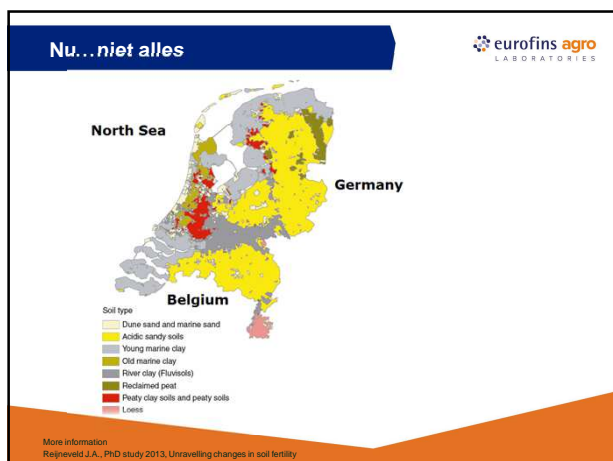 Nu…niet alles
eurofins agro
LABORATORIES
North Sea
Germany
Belgium
Soil type
Dune sand and marine sand
Acidic sandy soils
Young marine clay
Old marine clay
River clay (Fluvisols)
Reclaimed peat
Peaty clay soils and peaty soils
Loess
More information
Reijneveld J.A., PhD study 2013, Unravelling changes in soil fertility